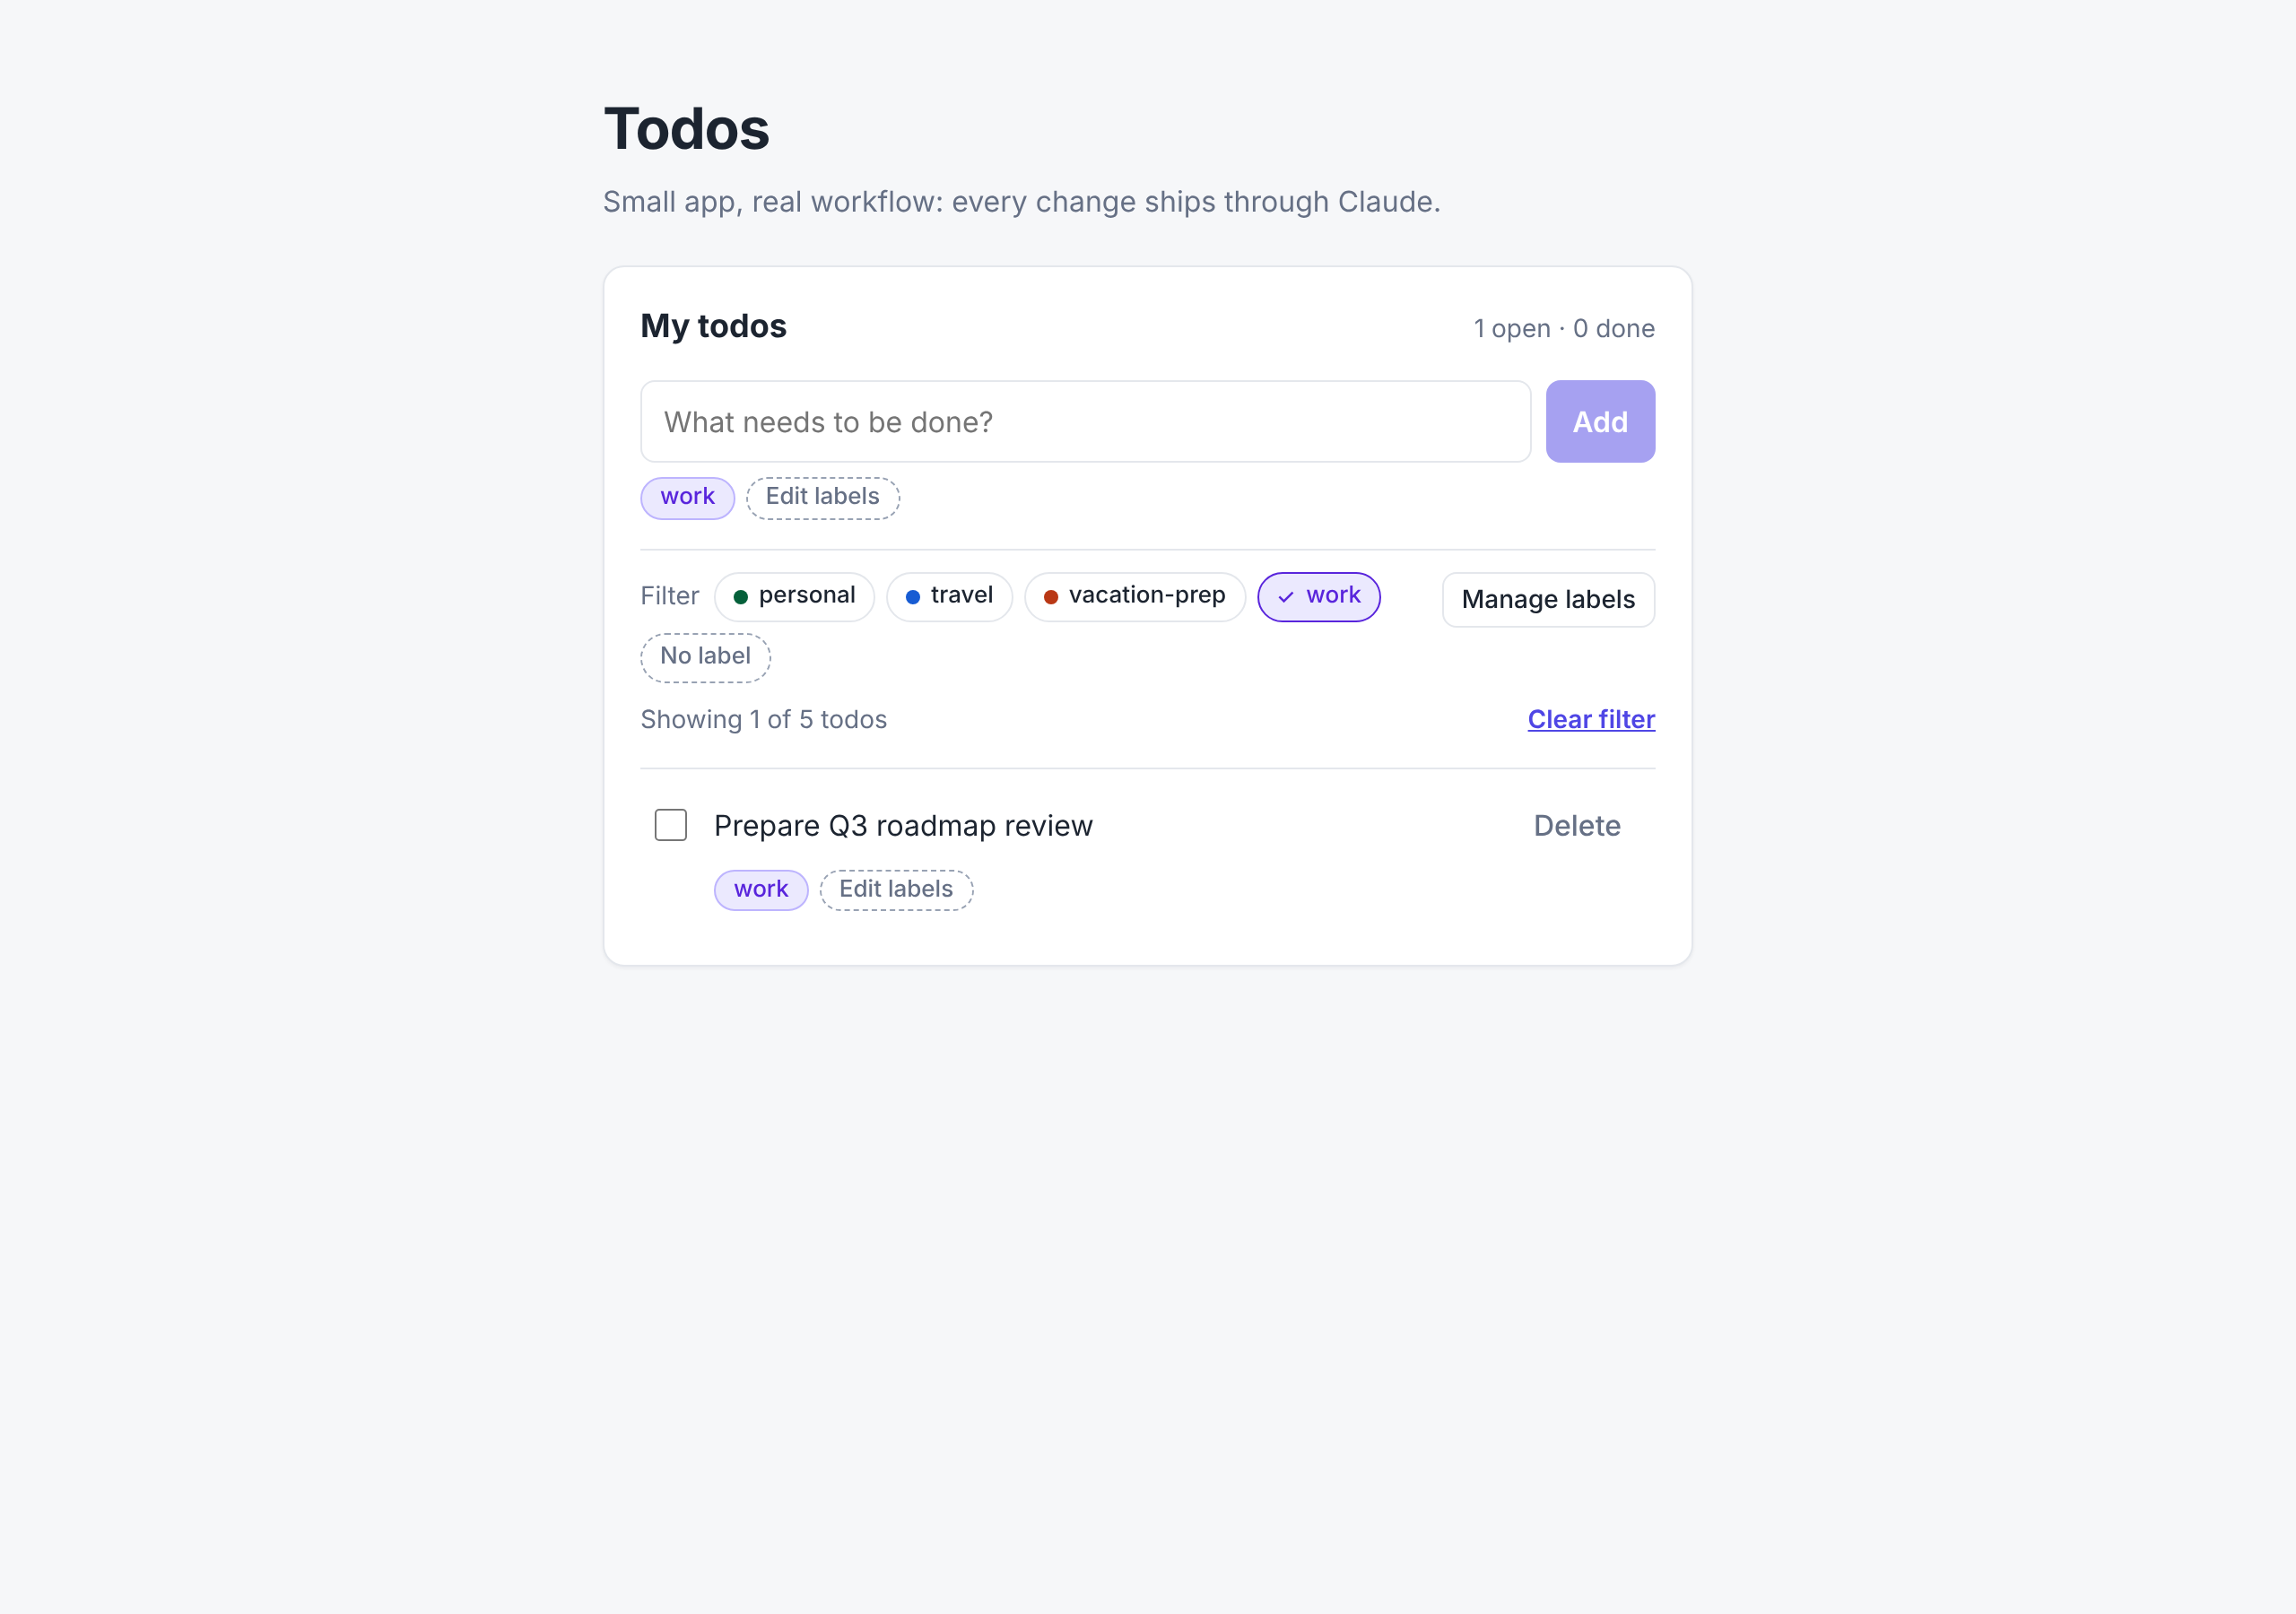 Todos
Small app, real workflow: every change ships through Claude.
My todos
1 open · 0 done
What needs to be done?
Add
work
Edit labels
Filter
personal
travel
vacation-prep
work
Manage labels
No label
Showing 1 of 5 todos
Clear filter
Prepare Q3 roadmap review
Delete
work
Edit labels